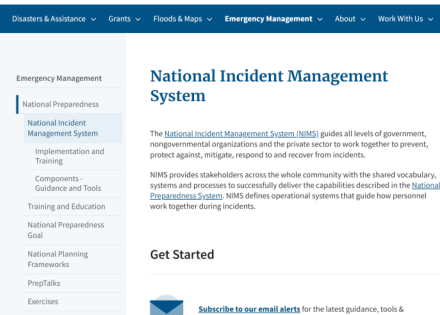 Disasters & Assistance Grants Floods & Maps Emergency Management About Work With Us
Emergency Management
National Preparedness
National Incident
Management System
Implementation and
Training
Components -
Guidance and Tools
Training and Education
National Preparedness
Goal
National Planning
Frameworks
PrepTalks
Exercises
National Incident Management
System
The National Incident Management System (NIMS) guides all levels of government,
nongovernmental organizations and the private sector to work together to prevent,
protect against, mitigate, respond to and recover from incidents.
NIMS provides stakeholders across the whole community with the shared vocabulary,
systems and processes to successfully deliver the capabilities described in the National
Preparedness System. NIMS defines operational systems that guide how personnel
work together during incidents.
Get Started
Subscribe to our email alerts for the latest guidance, tools &